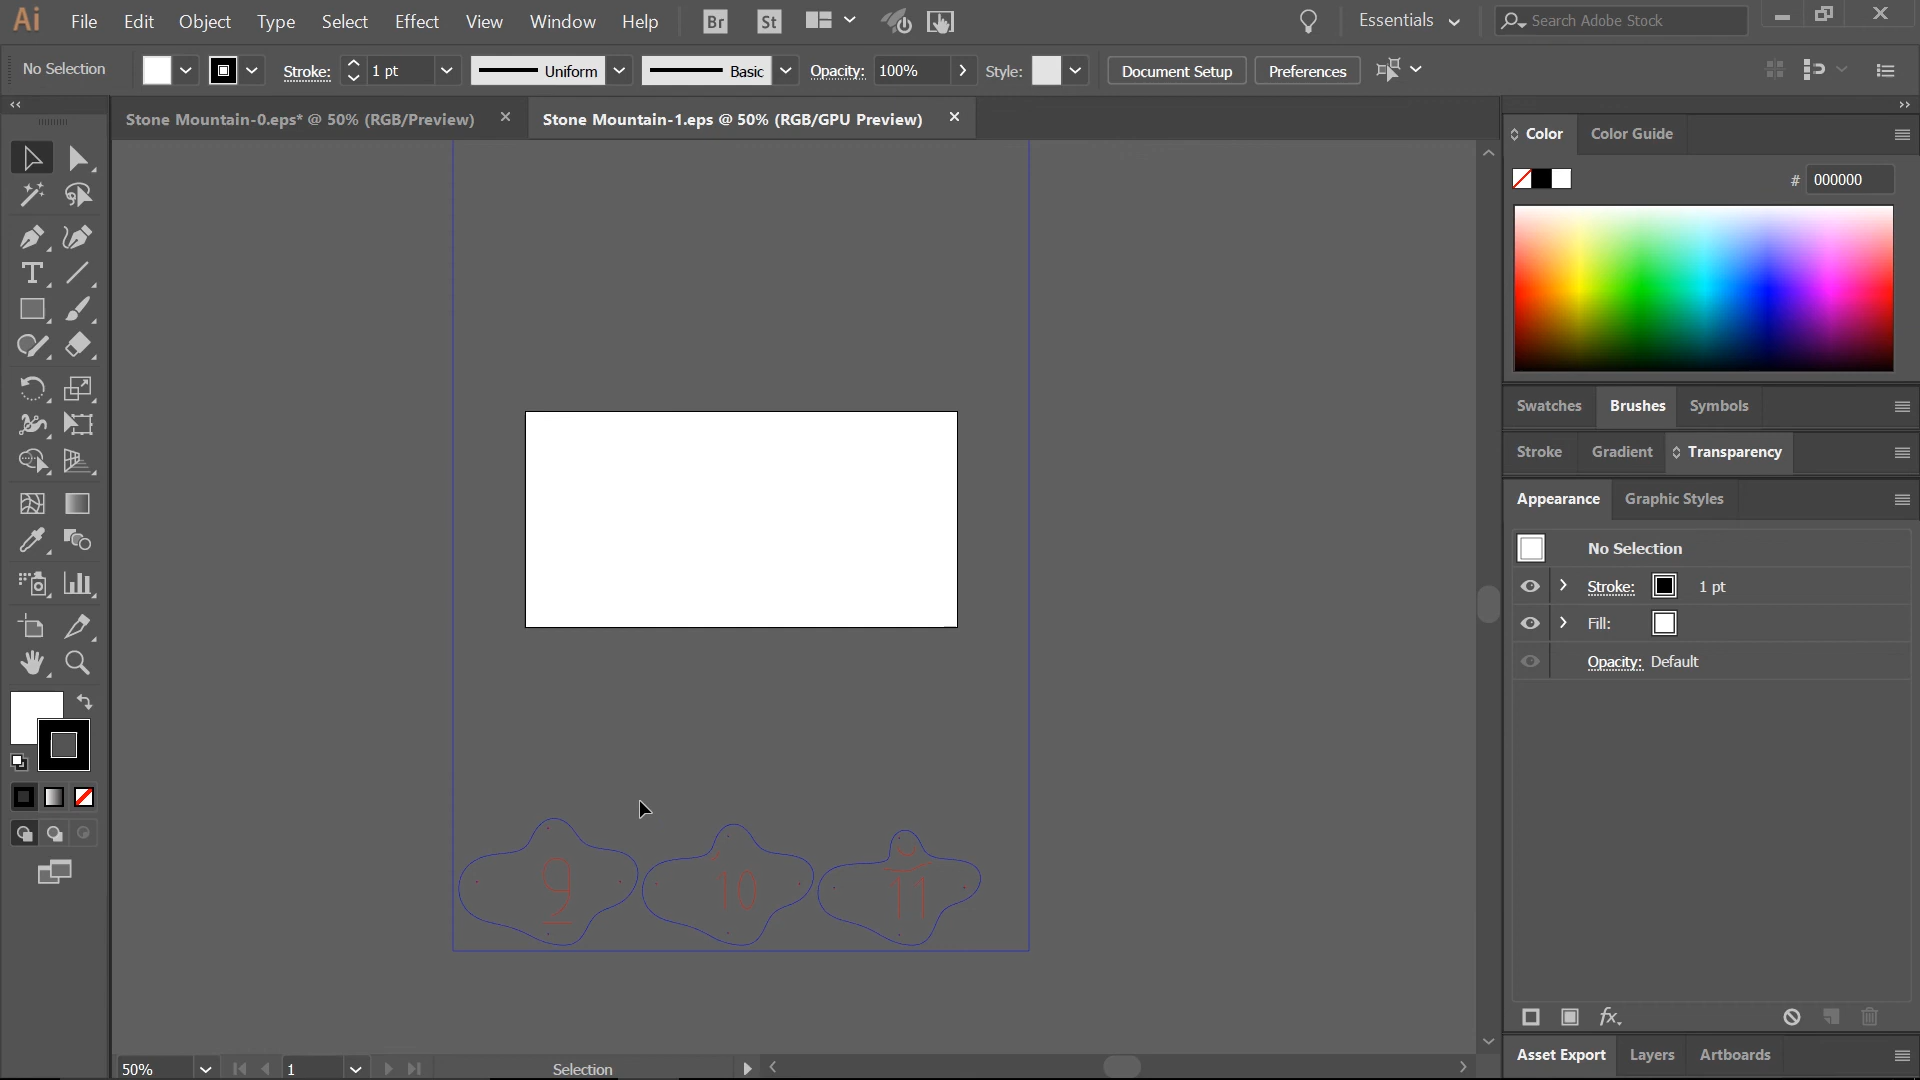 Ai File Edit Object Type Select Effect View Window Help Br St Essentials Search Adobe Stock
No Selection Stroke: 1 pt Uniform Basic Opacity: 100% Style: Document Setup Preferences
Stone Mountain-0.eps* @ 50% (RGB/Preview) Stone Mountain-1.eps @ 50% (RGB/GPU Preview)
Color Color Guide
# 000000
Swatches Brushes Symbols
Stroke Gradient Transparency
Appearance Graphic Styles
No Selection
Stroke: 1 pt
Fill:
Opacity: Default
9 10 11
fx
Asset Export Layers Artboards
50% 1 Selection